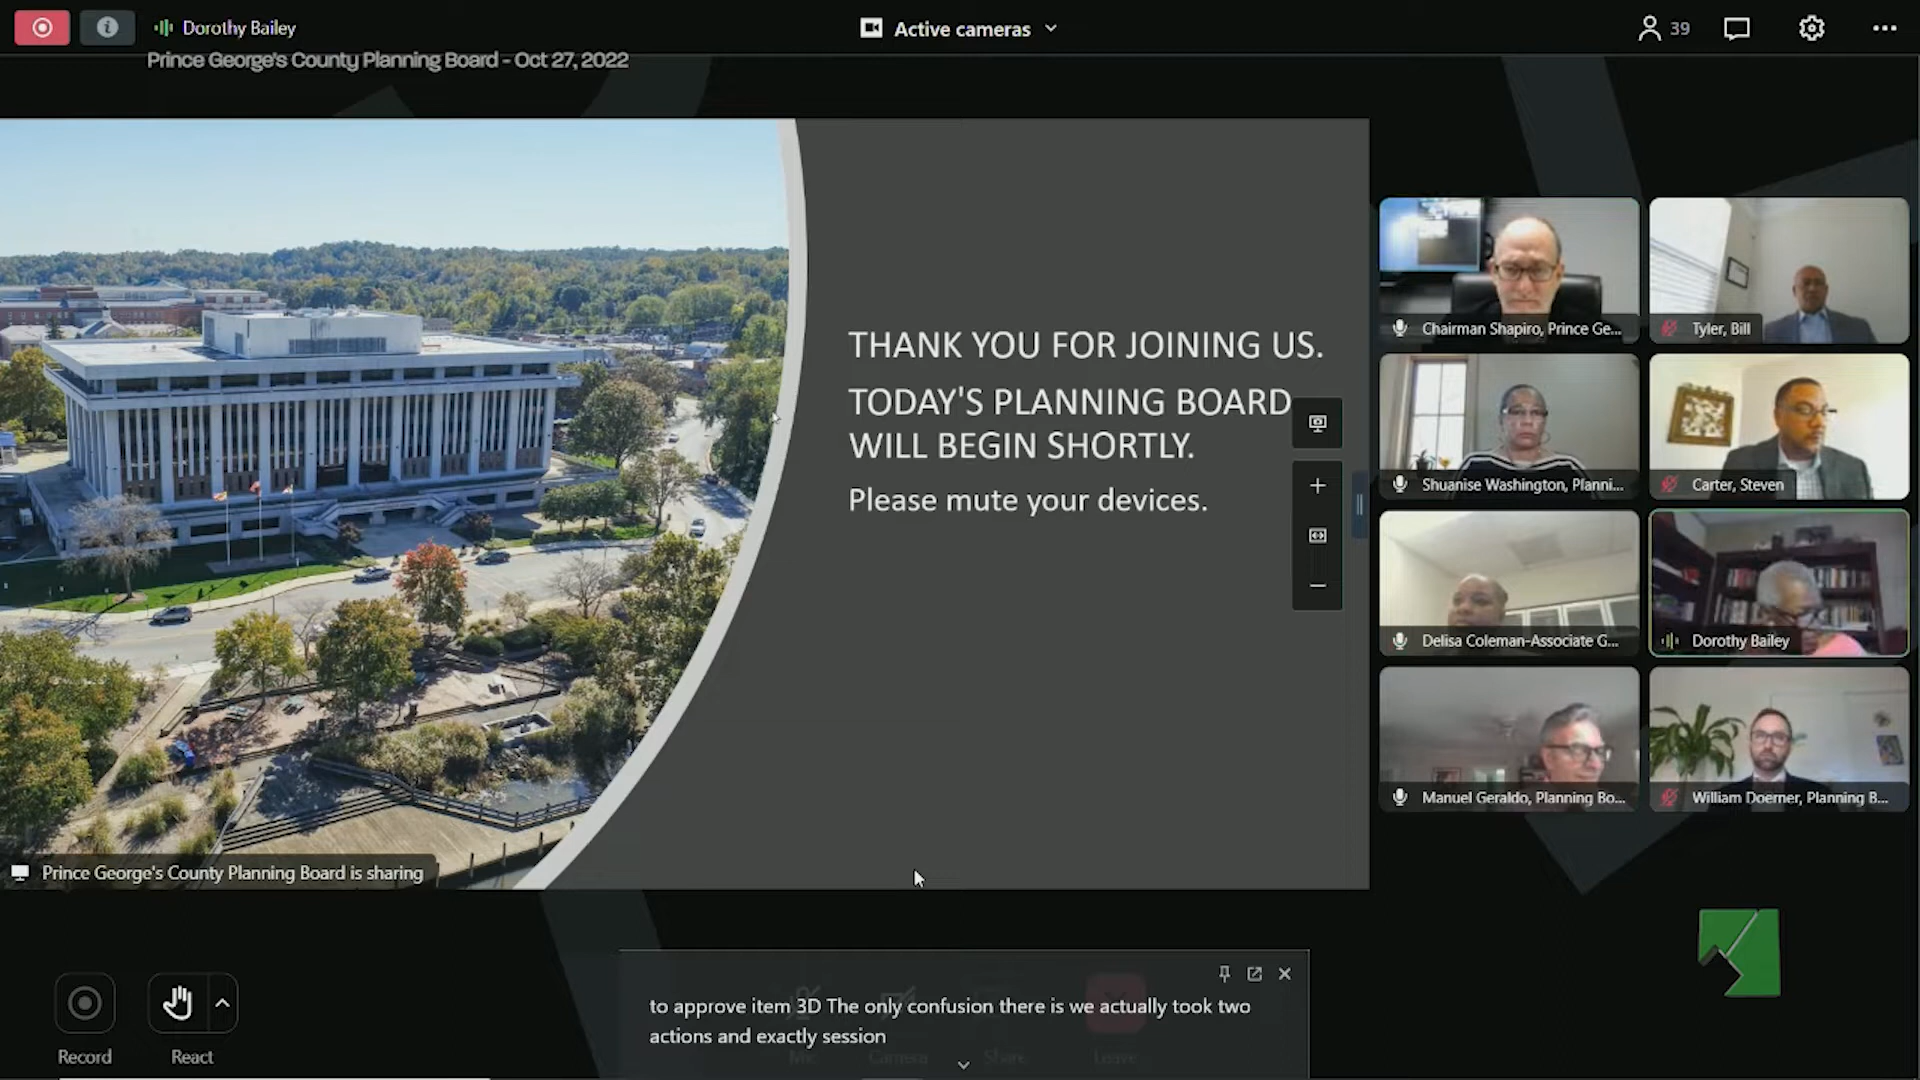 Dorothy Bailey
Active cameras
39
Prince George's County Planning Board - Oct 27, 2022
THANK YOU FOR JOINING US.
TODAY'S PLANNING BOARD
WILL BEGIN SHORTLY.
Please mute your devices.
Chairman Shapiro, Prince Ge...
Tyler, Bill
Shuanise Washington, Planni...
Carter, Steven
Delisa Coleman-Associate G...
Dorothy Bailey
Manuel Geraldo, Planning Bo...
William Doerner, Planning B...
Prince George's County Planning Board is sharing
to approve item 3D The only confusion there is we actually took two
actions and exactly session
Record
React
Mic
Camera
Share
Leave